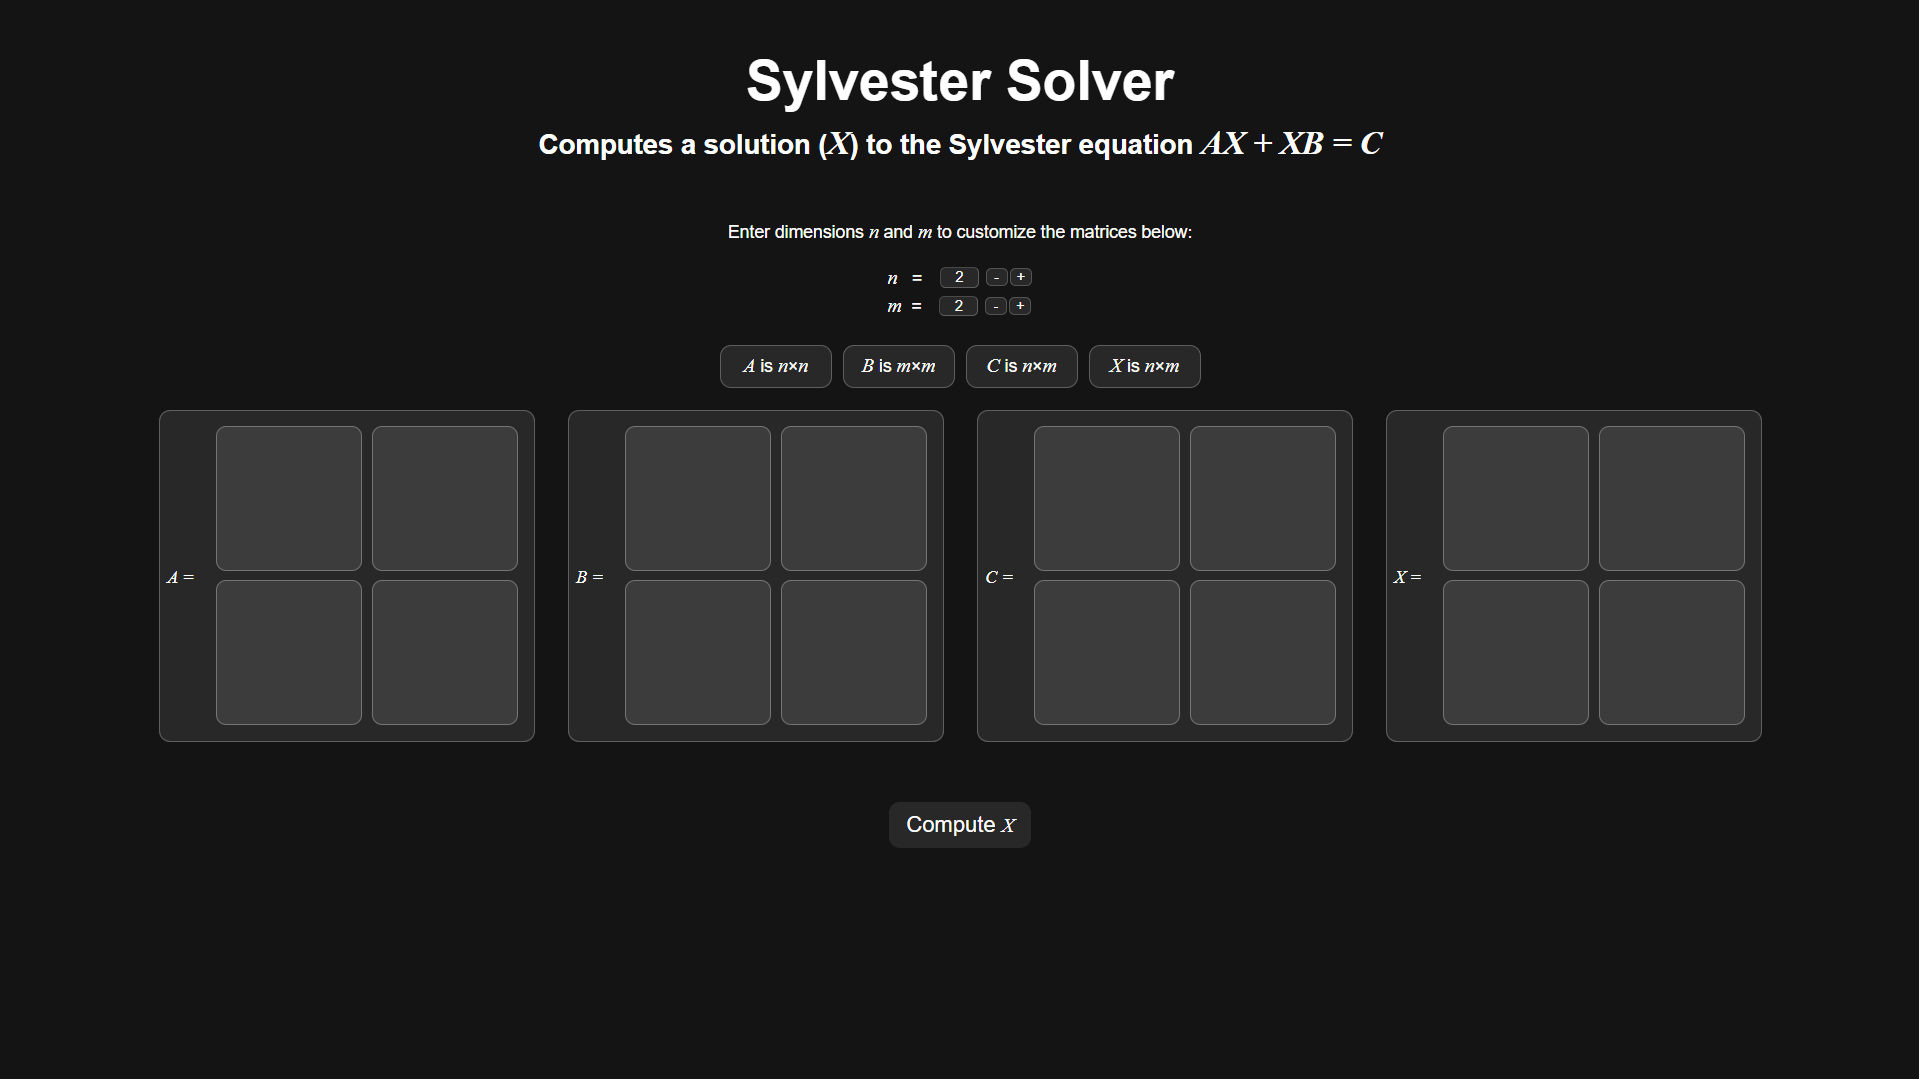 Sylvester Solver
Computes a solution (X) to the Sylvester equation AX + XB = C
Enter dimensions n and m to customize the matrices below:
n = 2 - +
m = 2 - +
A is n×n B is m×m C is n×m X is n×m
A = B = C = X =
Compute X